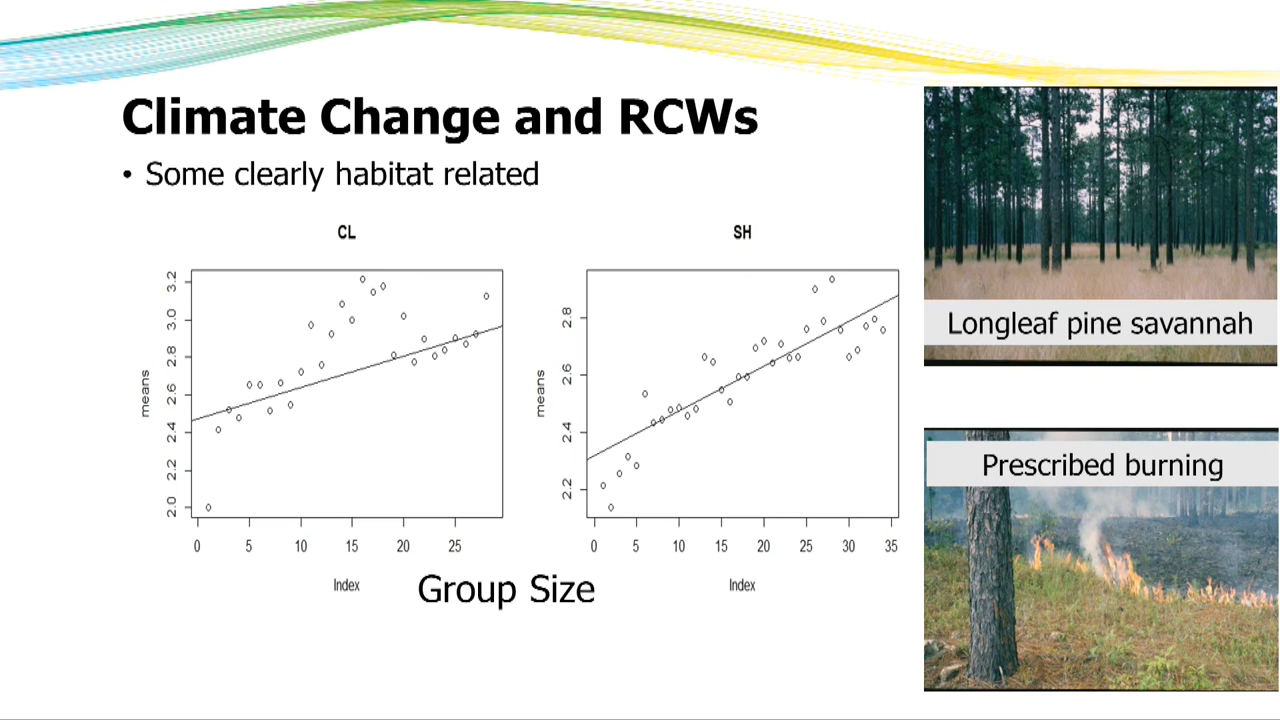 Climate Change and RCWs
• Some clearly habitat related
CL
means
3.2
3.0
2.8
2.6
2.4
2.2
2.0
0 5 10 15 20 25
Index
SH
means
2.8
2.6
2.4
2.2
0 5 10 15 20 25 30 35
Index
Group Size
Longleaf pine savannah
Prescribed burning